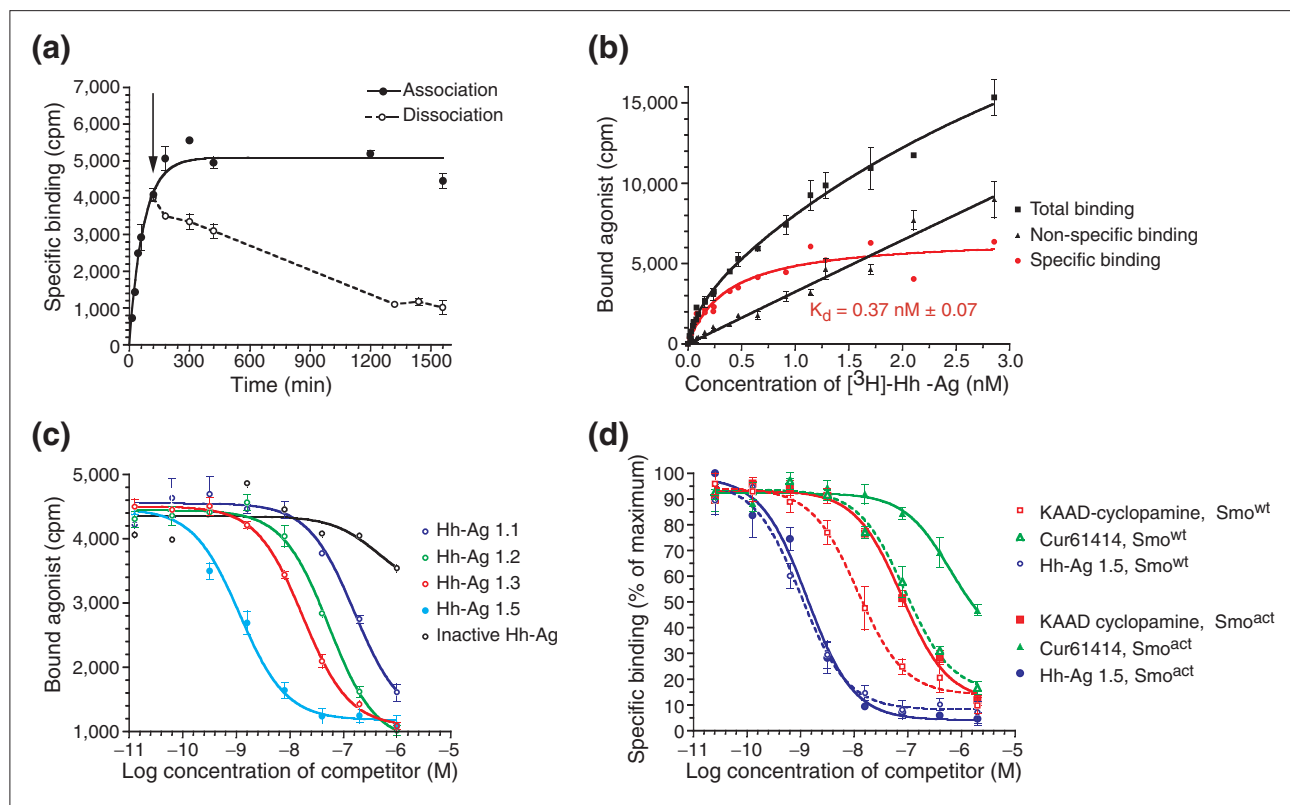 (a)
Specific binding (cpm)
7,000
6,000
5,000
4,000
3,000
2,000
1,000
0
0 300 600 900 1200 1500
Time (min)
Association
Dissociation
(b)
Bound agonist (cpm)
15,000
10,000
5,000
0
0 0.5 1.0 1.5 2.0 2.5 3.0
Concentration of [3H]-Hh -Ag (nM)
Kd = 0.37 nM ± 0.07
Total binding
Non-specific binding
Specific binding
(c)
Bound agonist (cpm)
5,000
4,000
3,000
2,000
1,000
−11 −10 −9 −8 −7 −6 −5
Log concentration of competitor (M)
Hh-Ag 1.1
Hh-Ag 1.2
Hh-Ag 1.3
Hh-Ag 1.5
Inactive Hh-Ag
(d)
Specific binding (% of maximum)
100
90
80
70
60
50
40
30
20
10
0
−11 −10 −9 −8 −7 −6 −5
Log concentration of competitor (M)
KAAD-cyclopamine, Smowt
Cur61414, Smowt
Hh-Ag 1.5, Smowt
KAAD cyclopamine, Smoact
Cur61414, Smoact
Hh-Ag 1.5, Smoact